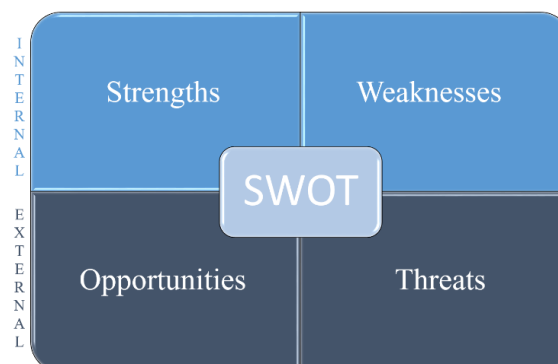 INTERNAL
Strengths
Weaknesses
SWOT
EXTERNAL
Opportunities
Threats